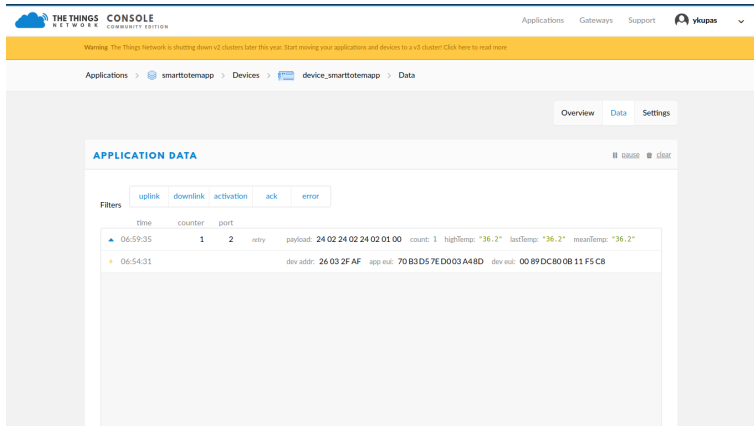 THE THINGS NETWORK CONSOLE COMMUNITY EDITION
Applications Gateways Support ykupas
Warning The Things Network is shutting down v2 clusters later this year. Start moving your applications and devices to a v3 cluster! Click here to read more
Applications > smarttotemapp > Devices > device_smarttotemapp > Data
Overview Data Settings
APPLICATION DATA
pause clear
Filters uplink downlink activation ack error
time counter port
06:59:35 1 2 retry payload: 24 02 24 02 24 02 01 00 count: 1 highTemp: "36.2" lastTemp: "36.2" meanTemp: "36.2"
06:54:31 dev addr: 26 03 2F AF app eui: 70 B3 D5 7E D0 03 A4 8D dev eui: 00 89 DC 80 0B 11 F5 C8